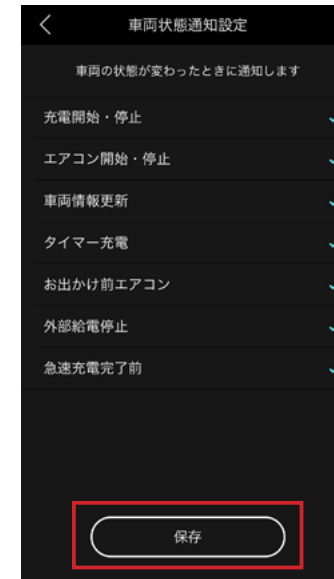 車両状態通知設定
車両の状態が変わったときに通知します
充電開始・停止
エアコン開始・停止
車両情報更新
タイマー充電
お出かけ前エアコン
外部給電停止
急速充電完了前
保存